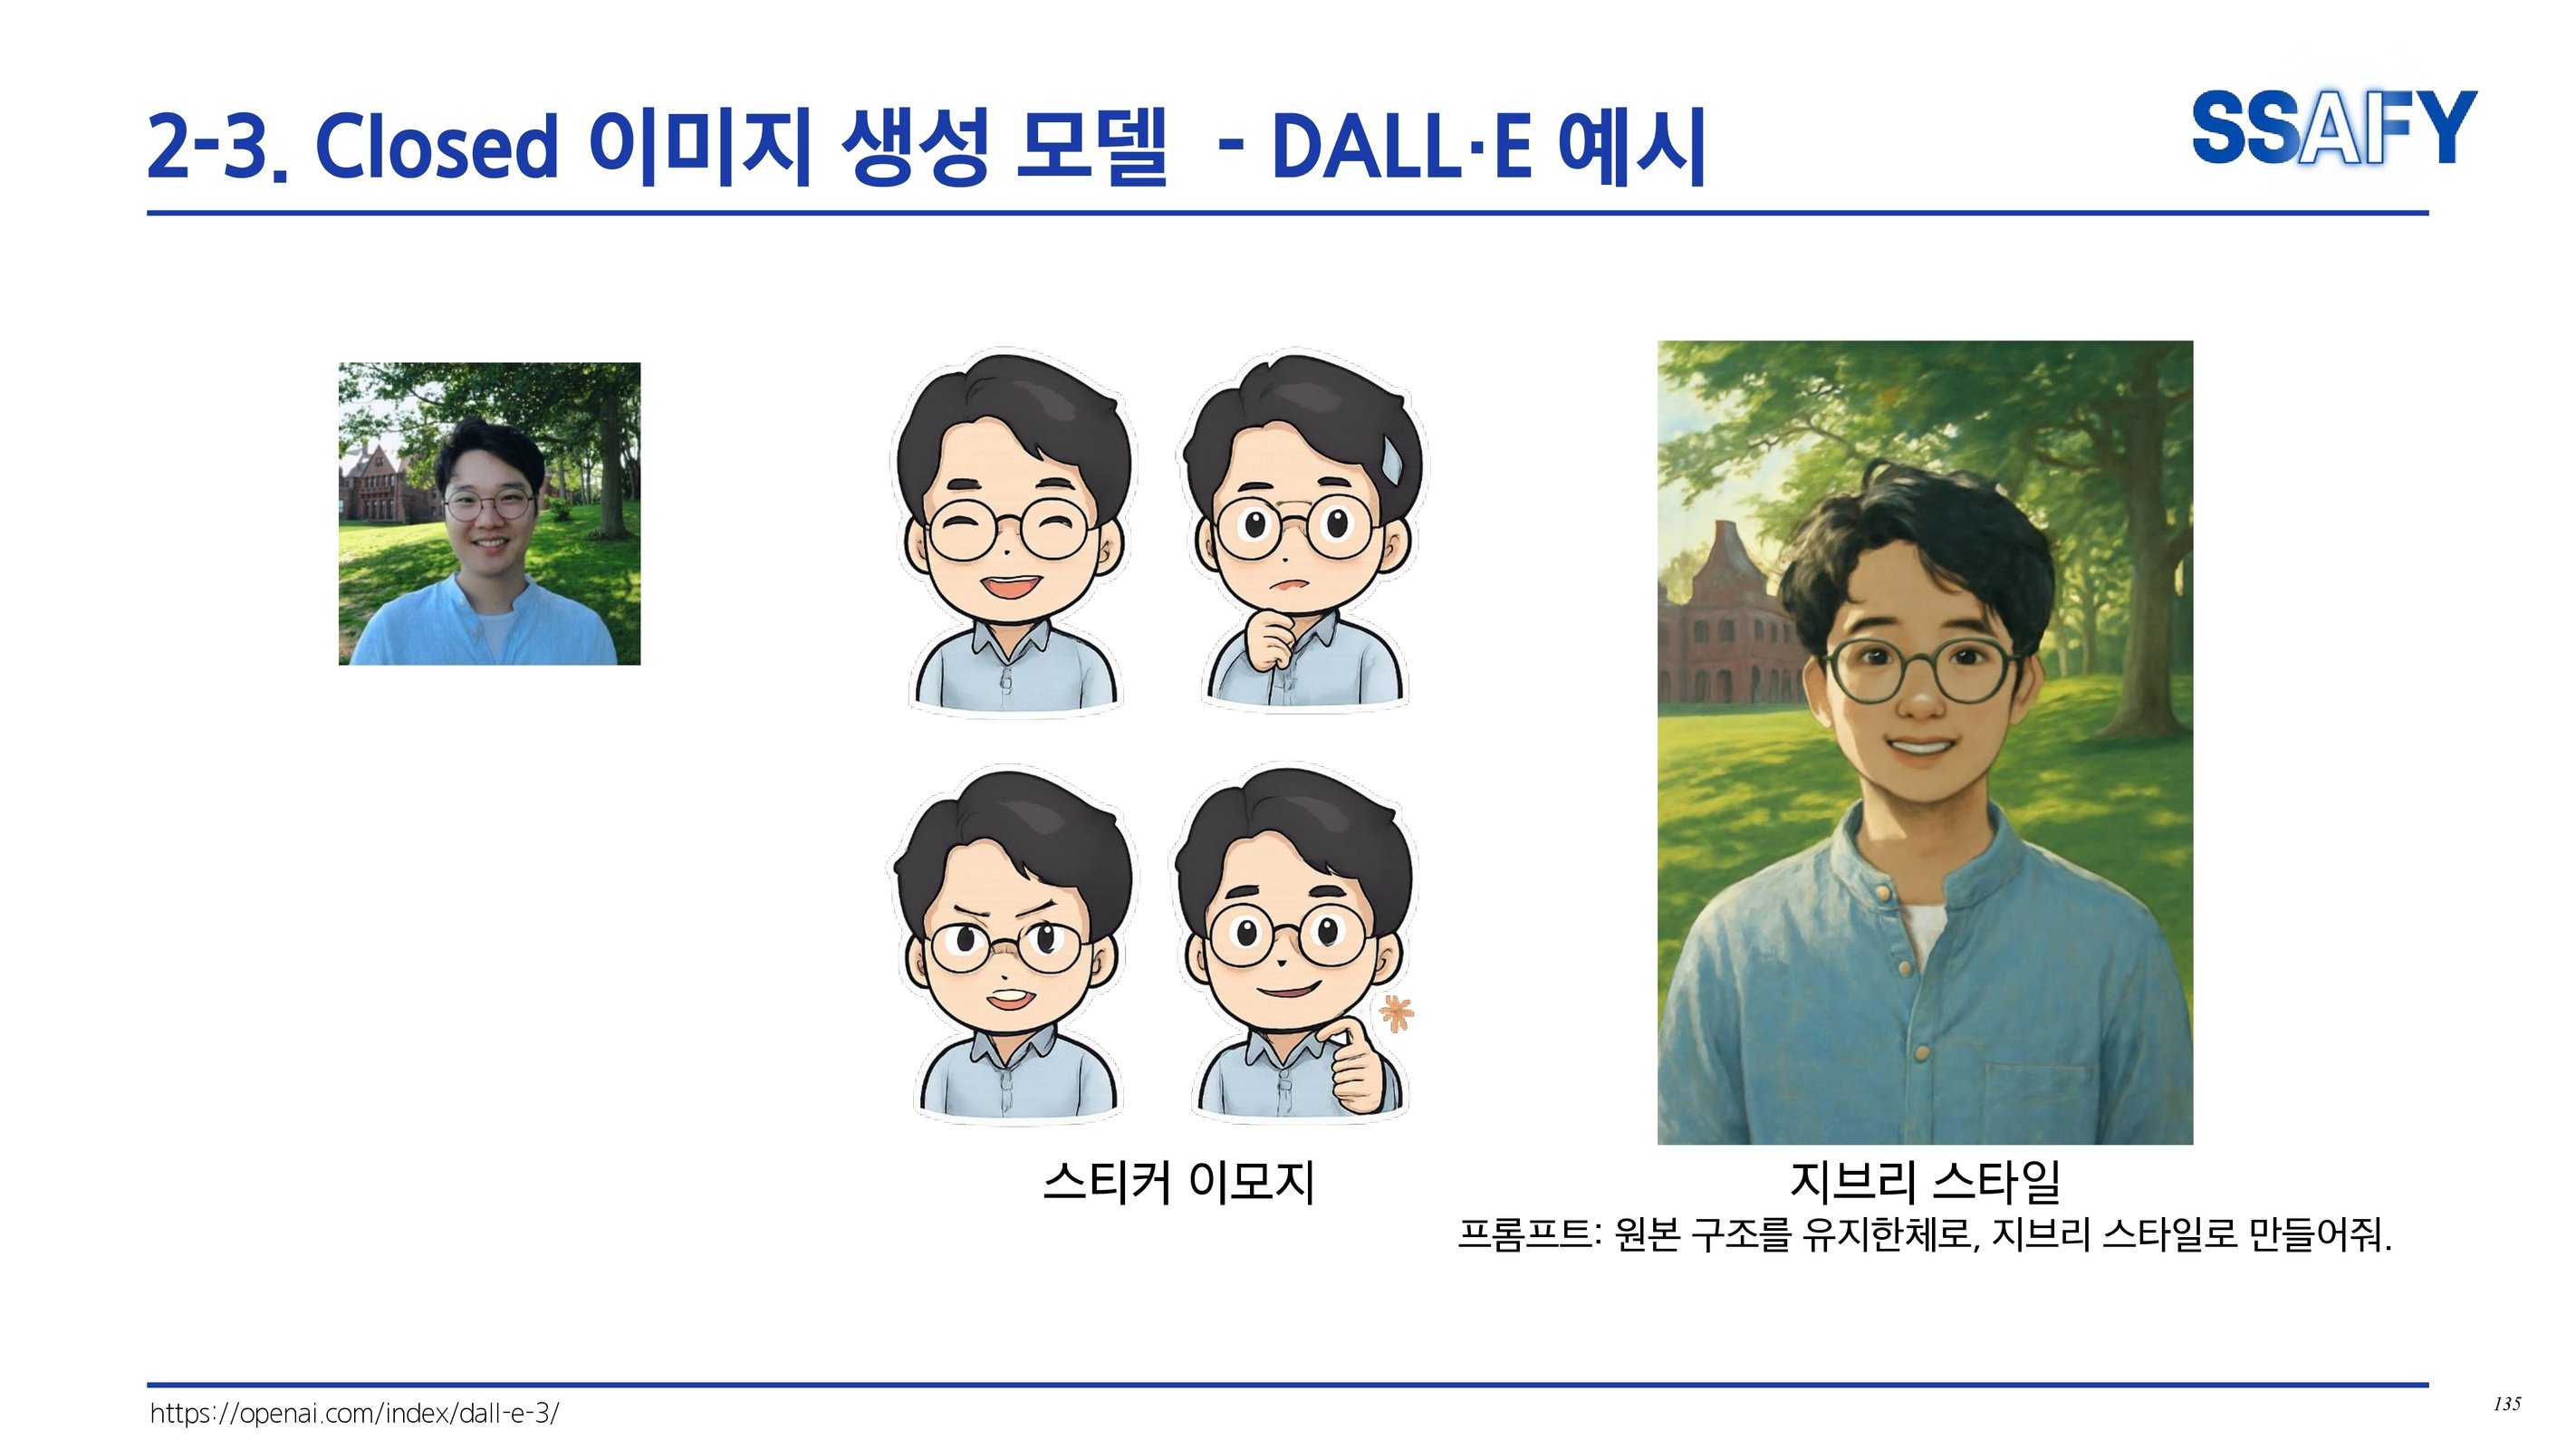 2-3. Closed 이미지 생성 모델 - DALL·E 예시
SSAFY
스티커 이모지
지브리 스타일
프롬프트: 원본 구조를 유지한체로, 지브리 스타일로 만들어줘.
https://openai.com/index/dall-e-3/
135